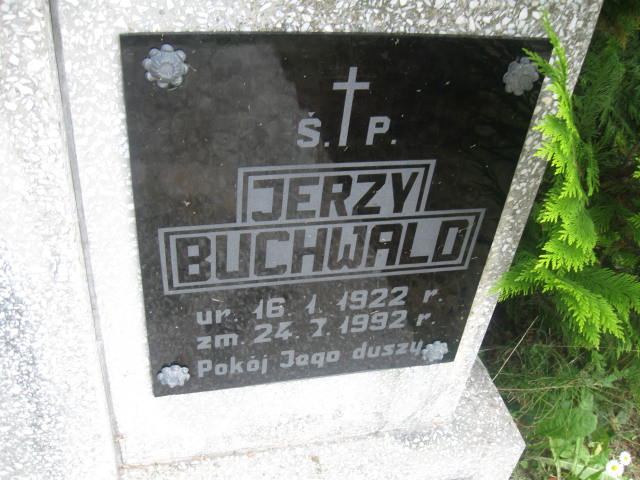 Ś. P.
JERZY
BUCHWALD
ur. 16.1.1922 r.
zm. 24.7.1992 r.
Pokój Jego duszy